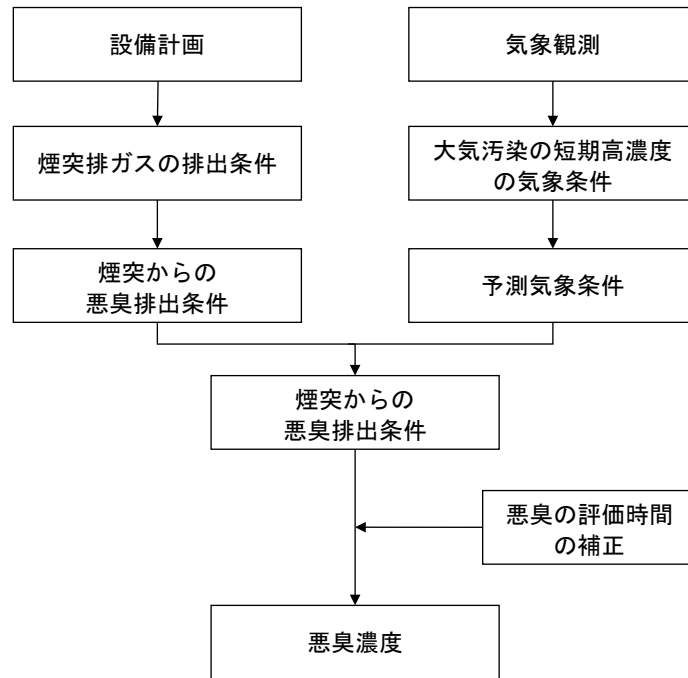 設備計画
気象観測
煙突排ガスの排出条件
大気汚染の短期高濃度
の気象条件
煙突からの
悪臭排出条件
予測気象条件
煙突からの
悪臭排出条件
悪臭の評価時間
の補正
悪臭濃度